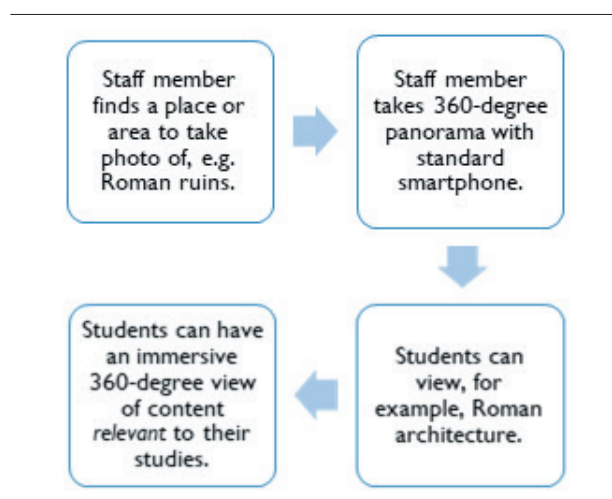 Staff member
finds a place or
area to take
photo of, e.g.
Roman ruins.
Staff member
takes 360-degree
panorama with
standard
smartphone.
Students can
view, for
example, Roman
architecture.
Students can have
an immersive
360-degree view
of content
relevant to their
studies.